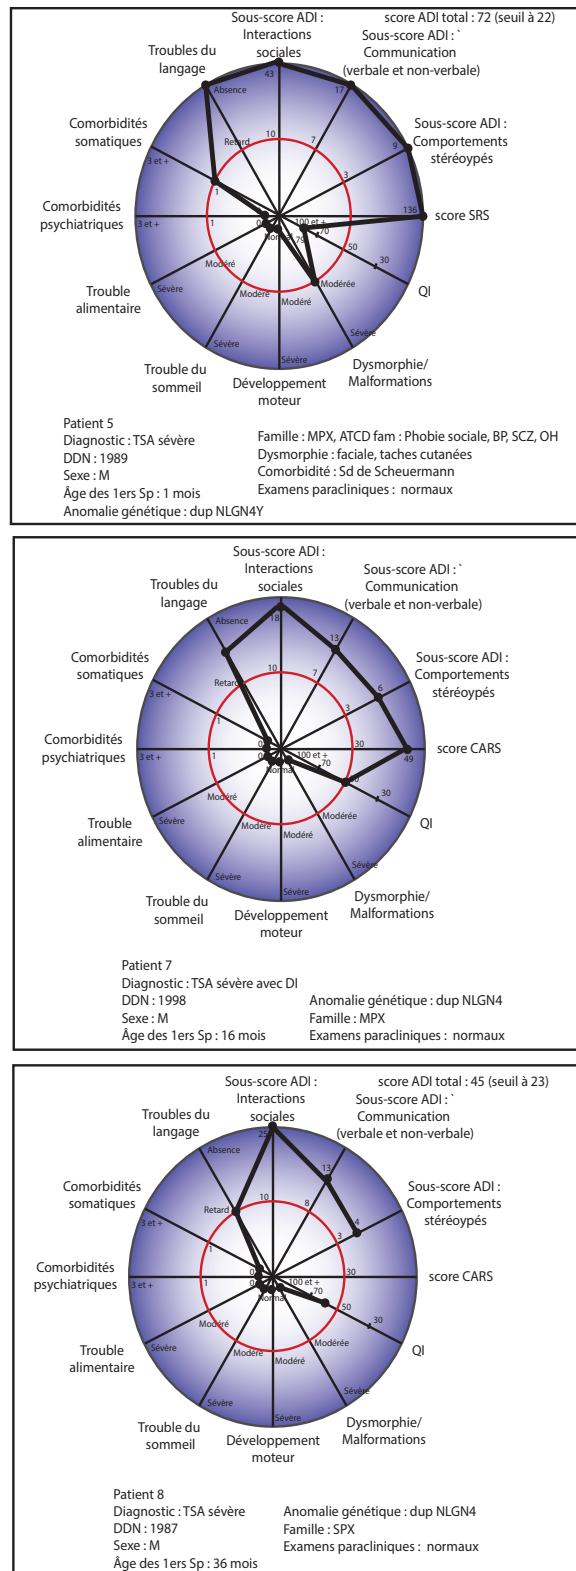 Sous-score ADI :
Interactions
sociales
score ADI total : 72 (seuil à 22)
Sous-score ADI : `
Communication
(verbale et non-verbale)
Troubles du
langage
Sous-score ADI :
Comportements
stéréoypés
Comorbidités
somatiques
Comorbidités
psychiatriques
score SRS
Trouble
alimentaire
QI
Trouble du
sommeil
Développement
moteur
Dysmorphie/
Malformations
43
17
9
136
Absence
Retard
10
7
3
3 et +
1
3 et +
1
0
100 et +
70
79
50
30
Normal
Modéré
Sévère
Modéré
Sévère
Modéré
Sévère
Modérée
Sévère
Patient 5
Diagnostic : TSA sévère
DDN : 1989
Sexe : M
Âge des 1ers Sp : 1 mois
Anomalie génétique : dup NLGN4Y
Famille : MPX, ATCD fam : Phobie sociale, BP, SCZ, OH
Dysmorphie : faciale, taches cutanées
Comorbidité : Sd de Scheuermann
Examens paracliniques : normaux
Sous-score ADI :
Interactions
sociales
Sous-score ADI : `
Communication
(verbale et non-verbale)
Troubles du
langage
Sous-score ADI :
Comportements
stéréoypés
Comorbidités
somatiques
Comorbidités
psychiatriques
score CARS
Trouble
alimentaire
QI
Trouble du
sommeil
Développement
moteur
Dysmorphie/
Malformations
18
13
6
49
Absence
Retard
10
7
3
30
3 et +
1
0
3 et +
1
0
100 et +
70
30
Normal
Modéré
Sévère
Modéré
Sévère
Modéré
Sévère
Modérée
Sévère
Patient 7
Diagnostic : TSA sévère avec DI
DDN : 1998
Sexe : M
Âge des 1ers Sp : 16 mois
Anomalie génétique : dup NLGN4
Famille : MPX
Examens paracliniques : normaux
Sous-score ADI :
Interactions
sociales
score ADI total : 45 (seuil à 23)
Sous-score ADI : `
Communication
(verbale et non-verbale)
Troubles du
langage
Sous-score ADI :
Comportements
stéréoypés
Comorbidités
somatiques
Comorbidités
psychiatriques
score CARS
Trouble
alimentaire
QI
Trouble du
sommeil
Développement
moteur
Dysmorphie/
Malformations
25
13
4
Absence
Retard
10
8
3
30
3 et +
1
0
3 et +
1
0
100 et +
70
50
30
Normal
Modéré
Sévère
Modéré
Sévère
Modéré
Sévère
Modérée
Sévère
Patient 8
Diagnostic : TSA sévère
DDN : 1987
Sexe : M
Âge des 1ers Sp : 36 mois
Anomalie génétique : dup NLGN4
Famille : SPX
Examens paracliniques : normaux